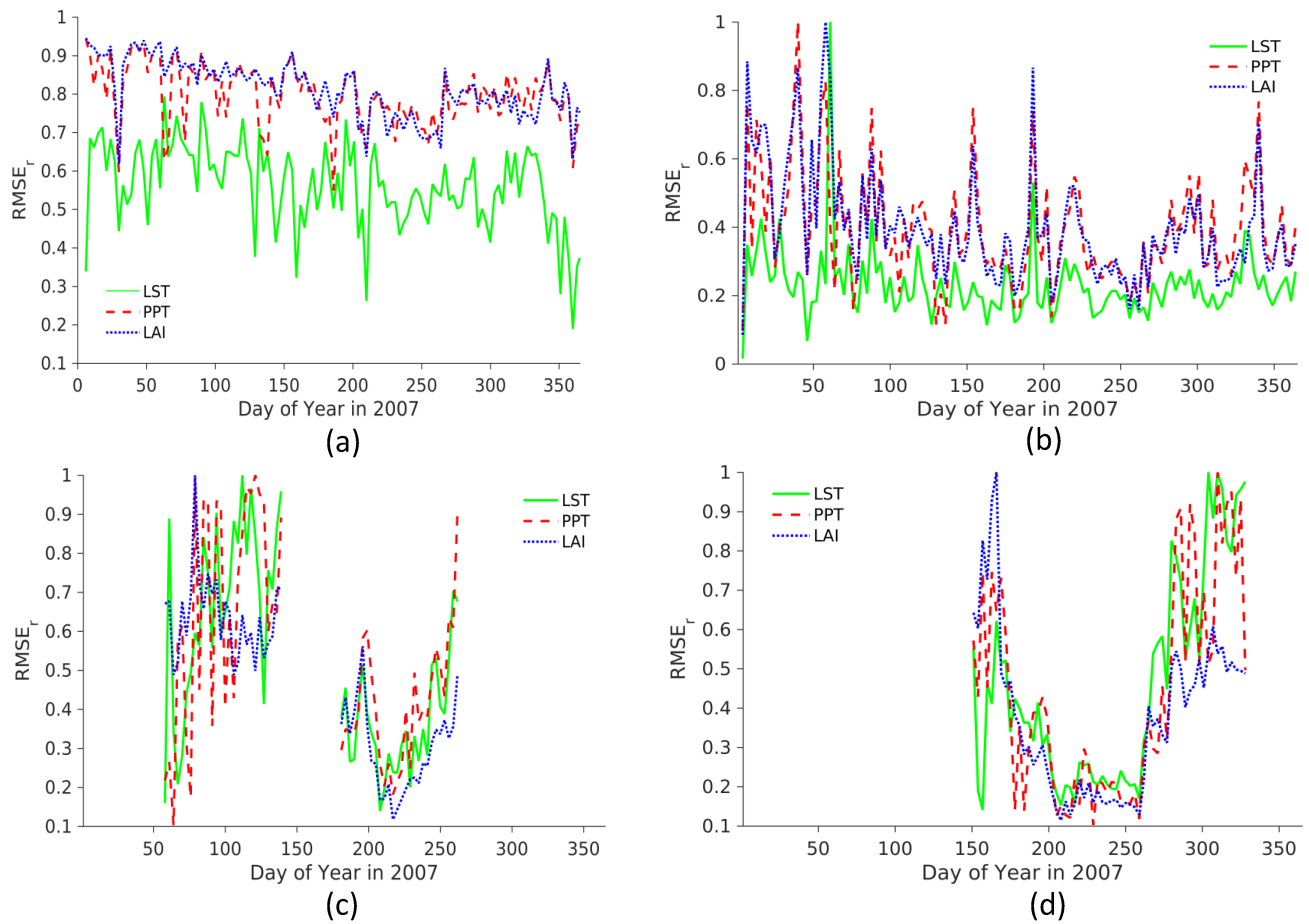 1
0.9
0.8
0.7
0.6
0.5
0.4
0.3
0.2
0.1
RMSE_r
0 50 100 150 200 250 300 350
Day of Year in 2007
LST
PPT
LAI
(a)
1
0.8
0.6
0.4
0.2
0
RMSE_r
50 100 150 200 250 300 350
Day of Year in 2007
LST
PPT
LAI
(b)
1
0.9
0.8
0.7
0.6
0.5
0.4
0.3
0.2
0.1
RMSE_r
50 100 150 200 250 300 350
Day of Year in 2007
LST
PPT
LAI
(c)
1
0.9
0.8
0.7
0.6
0.5
0.4
0.3
0.2
0.1
RMSE_r
50 100 150 200 250 300 350
Day of Year in 2007
LST
PPT
LAI
(d)